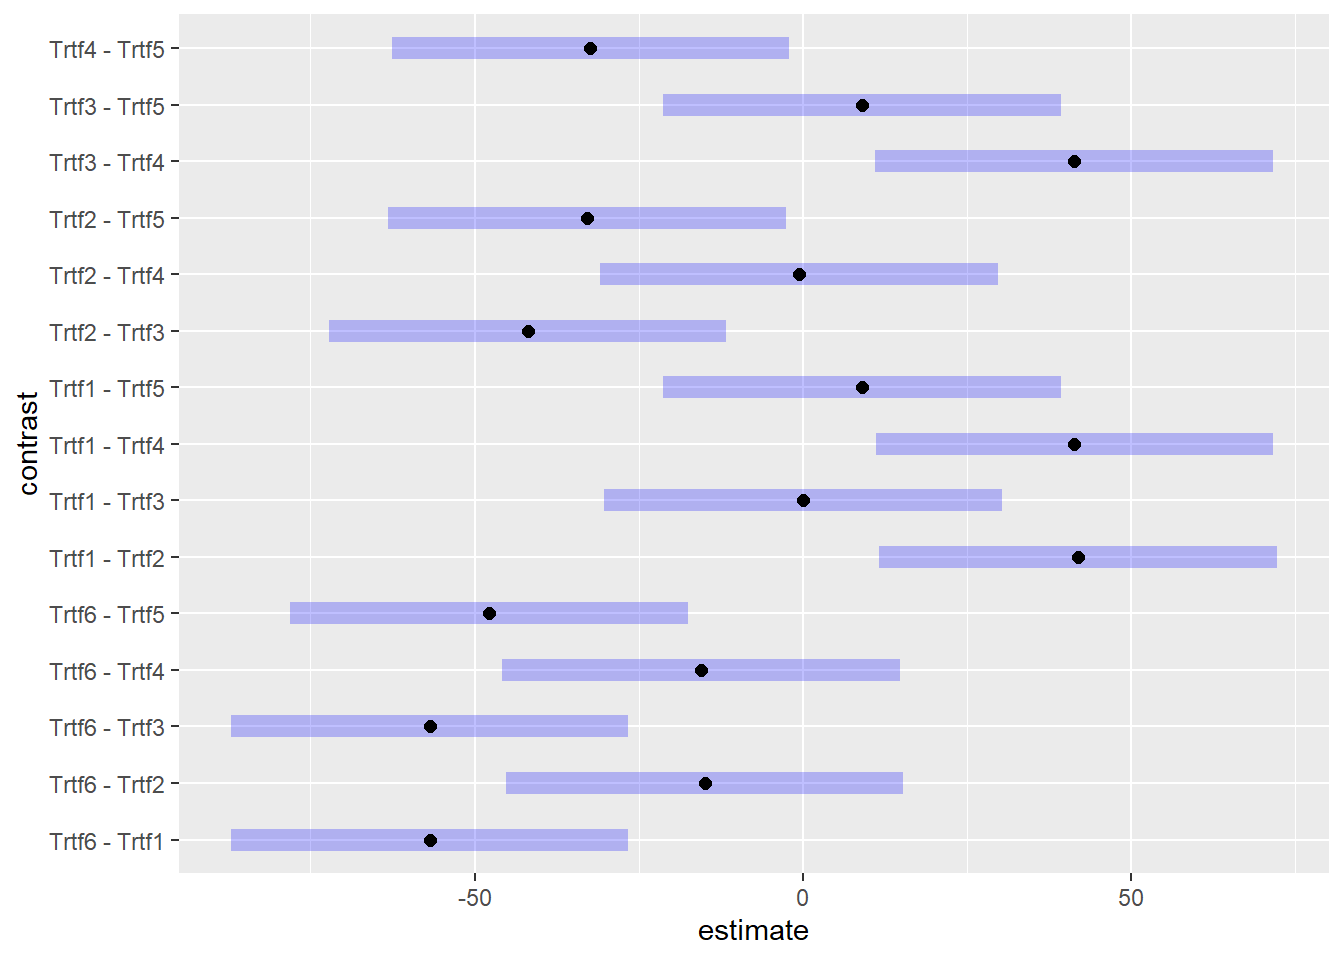 Trtf4 - Trtf5
Trtf3 - Trtf5
Trtf3 - Trtf4
Trtf2 - Trtf5
Trtf2 - Trtf4
Trtf2 - Trtf3
Trtf1 - Trtf5
Trtf1 - Trtf4
Trtf1 - Trtf3
Trtf1 - Trtf2
Trtf6 - Trtf5
Trtf6 - Trtf4
Trtf6 - Trtf3
Trtf6 - Trtf2
Trtf6 - Trtf1
contrast
-50 0 50
estimate